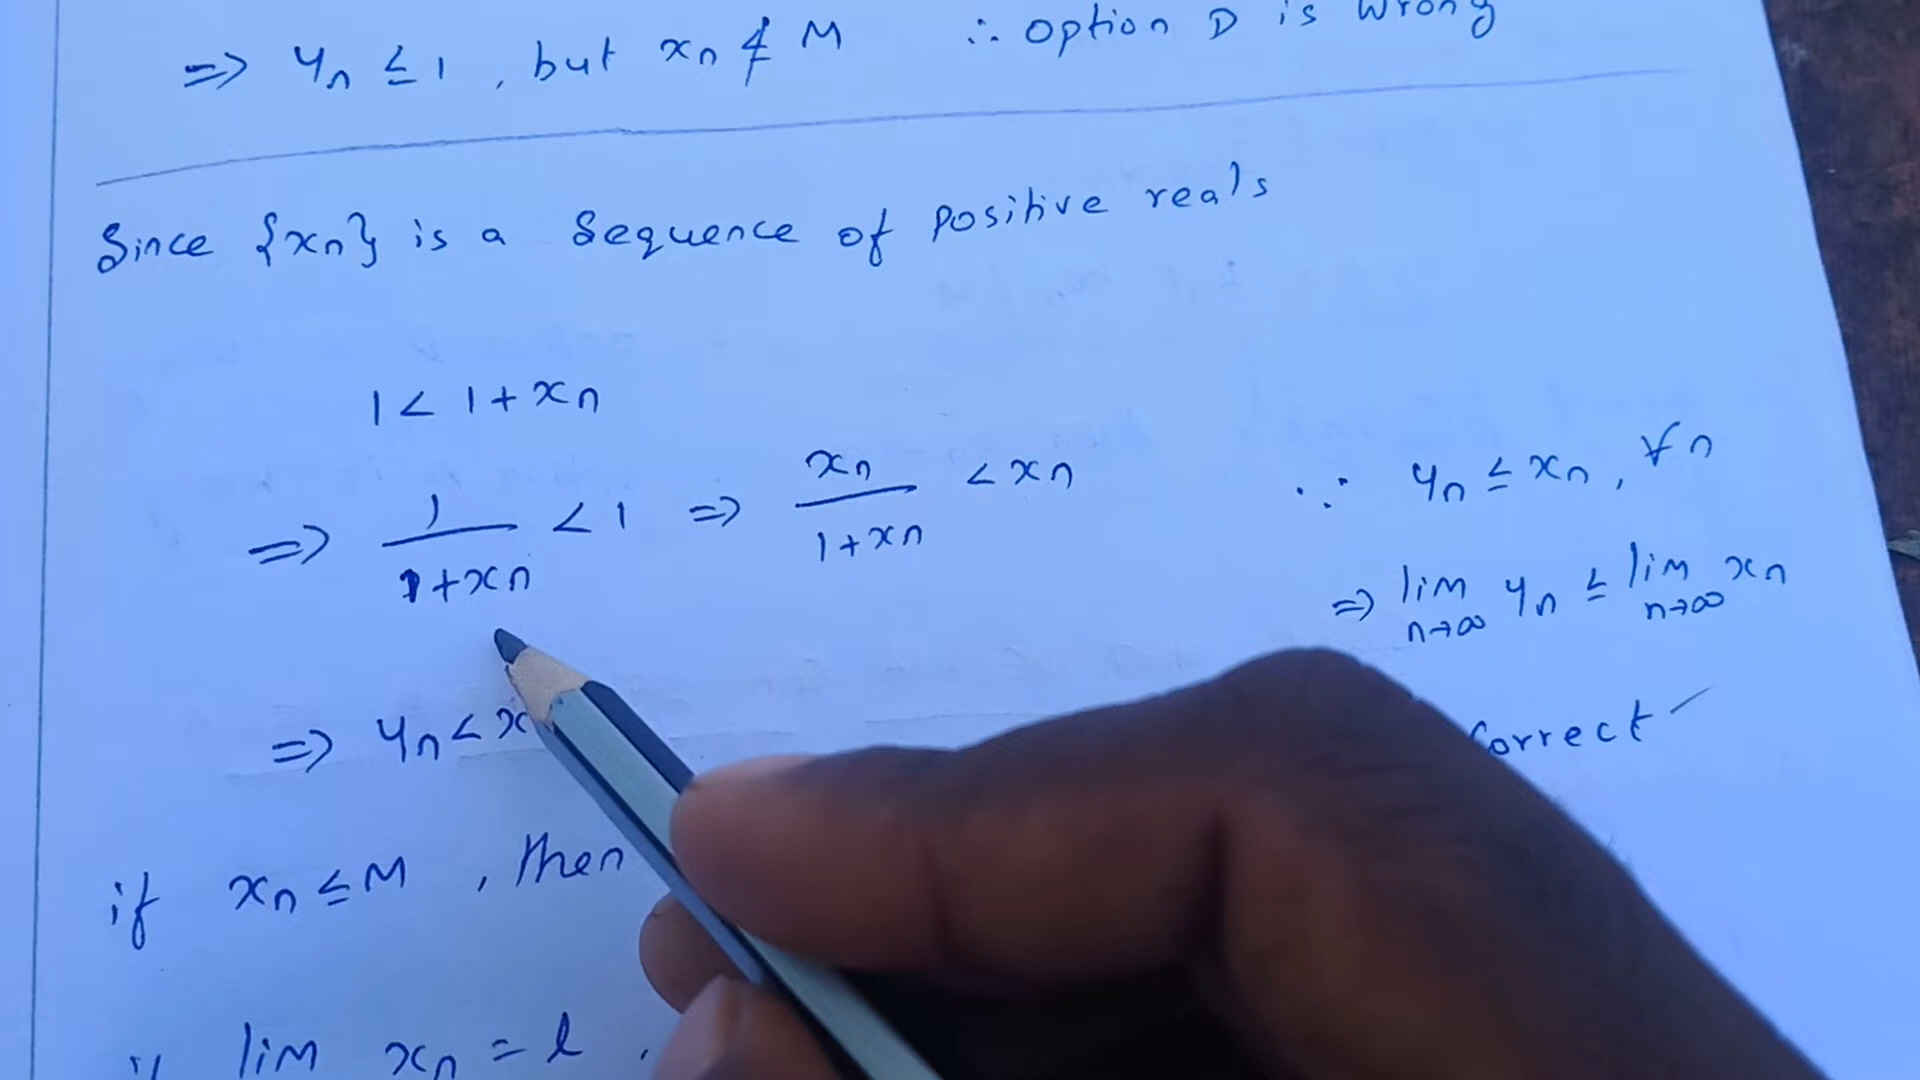 => yn ≤ 1, but xn ≰ M ∴ option D is wrong
Since {xn} is a Sequence of positive reals
1 < 1 + xn
=> 1/(1+xn) < 1 => xn/(1+xn) < xn
∵ yn ≤ xn, ∀n
=> lim n→∞ yn ≤ lim n→∞ xn
=> yn < x
Correct
if xn ≤ M, then
lim xn = l,